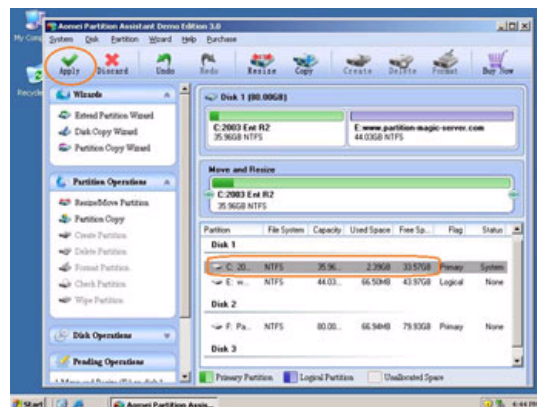 My Comp
Recycle
Aomei Partition Assistant Demo Edition 3.0
System Disk Partition Wizard Help Purchase
Apply Discard Undo Redo Resize Copy Create Delete Format Buy Now
Wizards
Extend Partition Wizard
Disk Copy Wizard
Partition Copy Wizard
Partition Operations
Resize/Move Partition
Partition Copy
Create Partition
Delete Partition
Format Partition
Check Partition
Wipe Partition
Disk Operations
Pending Operations
Disk 1 (80.00GB)
C:2003 Ent R2
35.96GB NTFS
E:www.partition-magic-server.com
44.03GB NTFS
Move and Resize
C:2003 Ent R2
35.96GB NTFS
Partition File System Capacity Used Space Free Sp... Flag Status
Disk 1
C: 20... NTFS 35.96... 2.39GB 33.57GB Primary System
E: w... NTFS 44.03... 66.50MB 43.97GB Logical None
Disk 2
F: Pa... NTFS 80.00... 66.94MB 79.93GB Primary None
Disk 3
Primary Partition Logical Partition Unallocated Space
Start Aomei Partition Assis... 4:44 PM